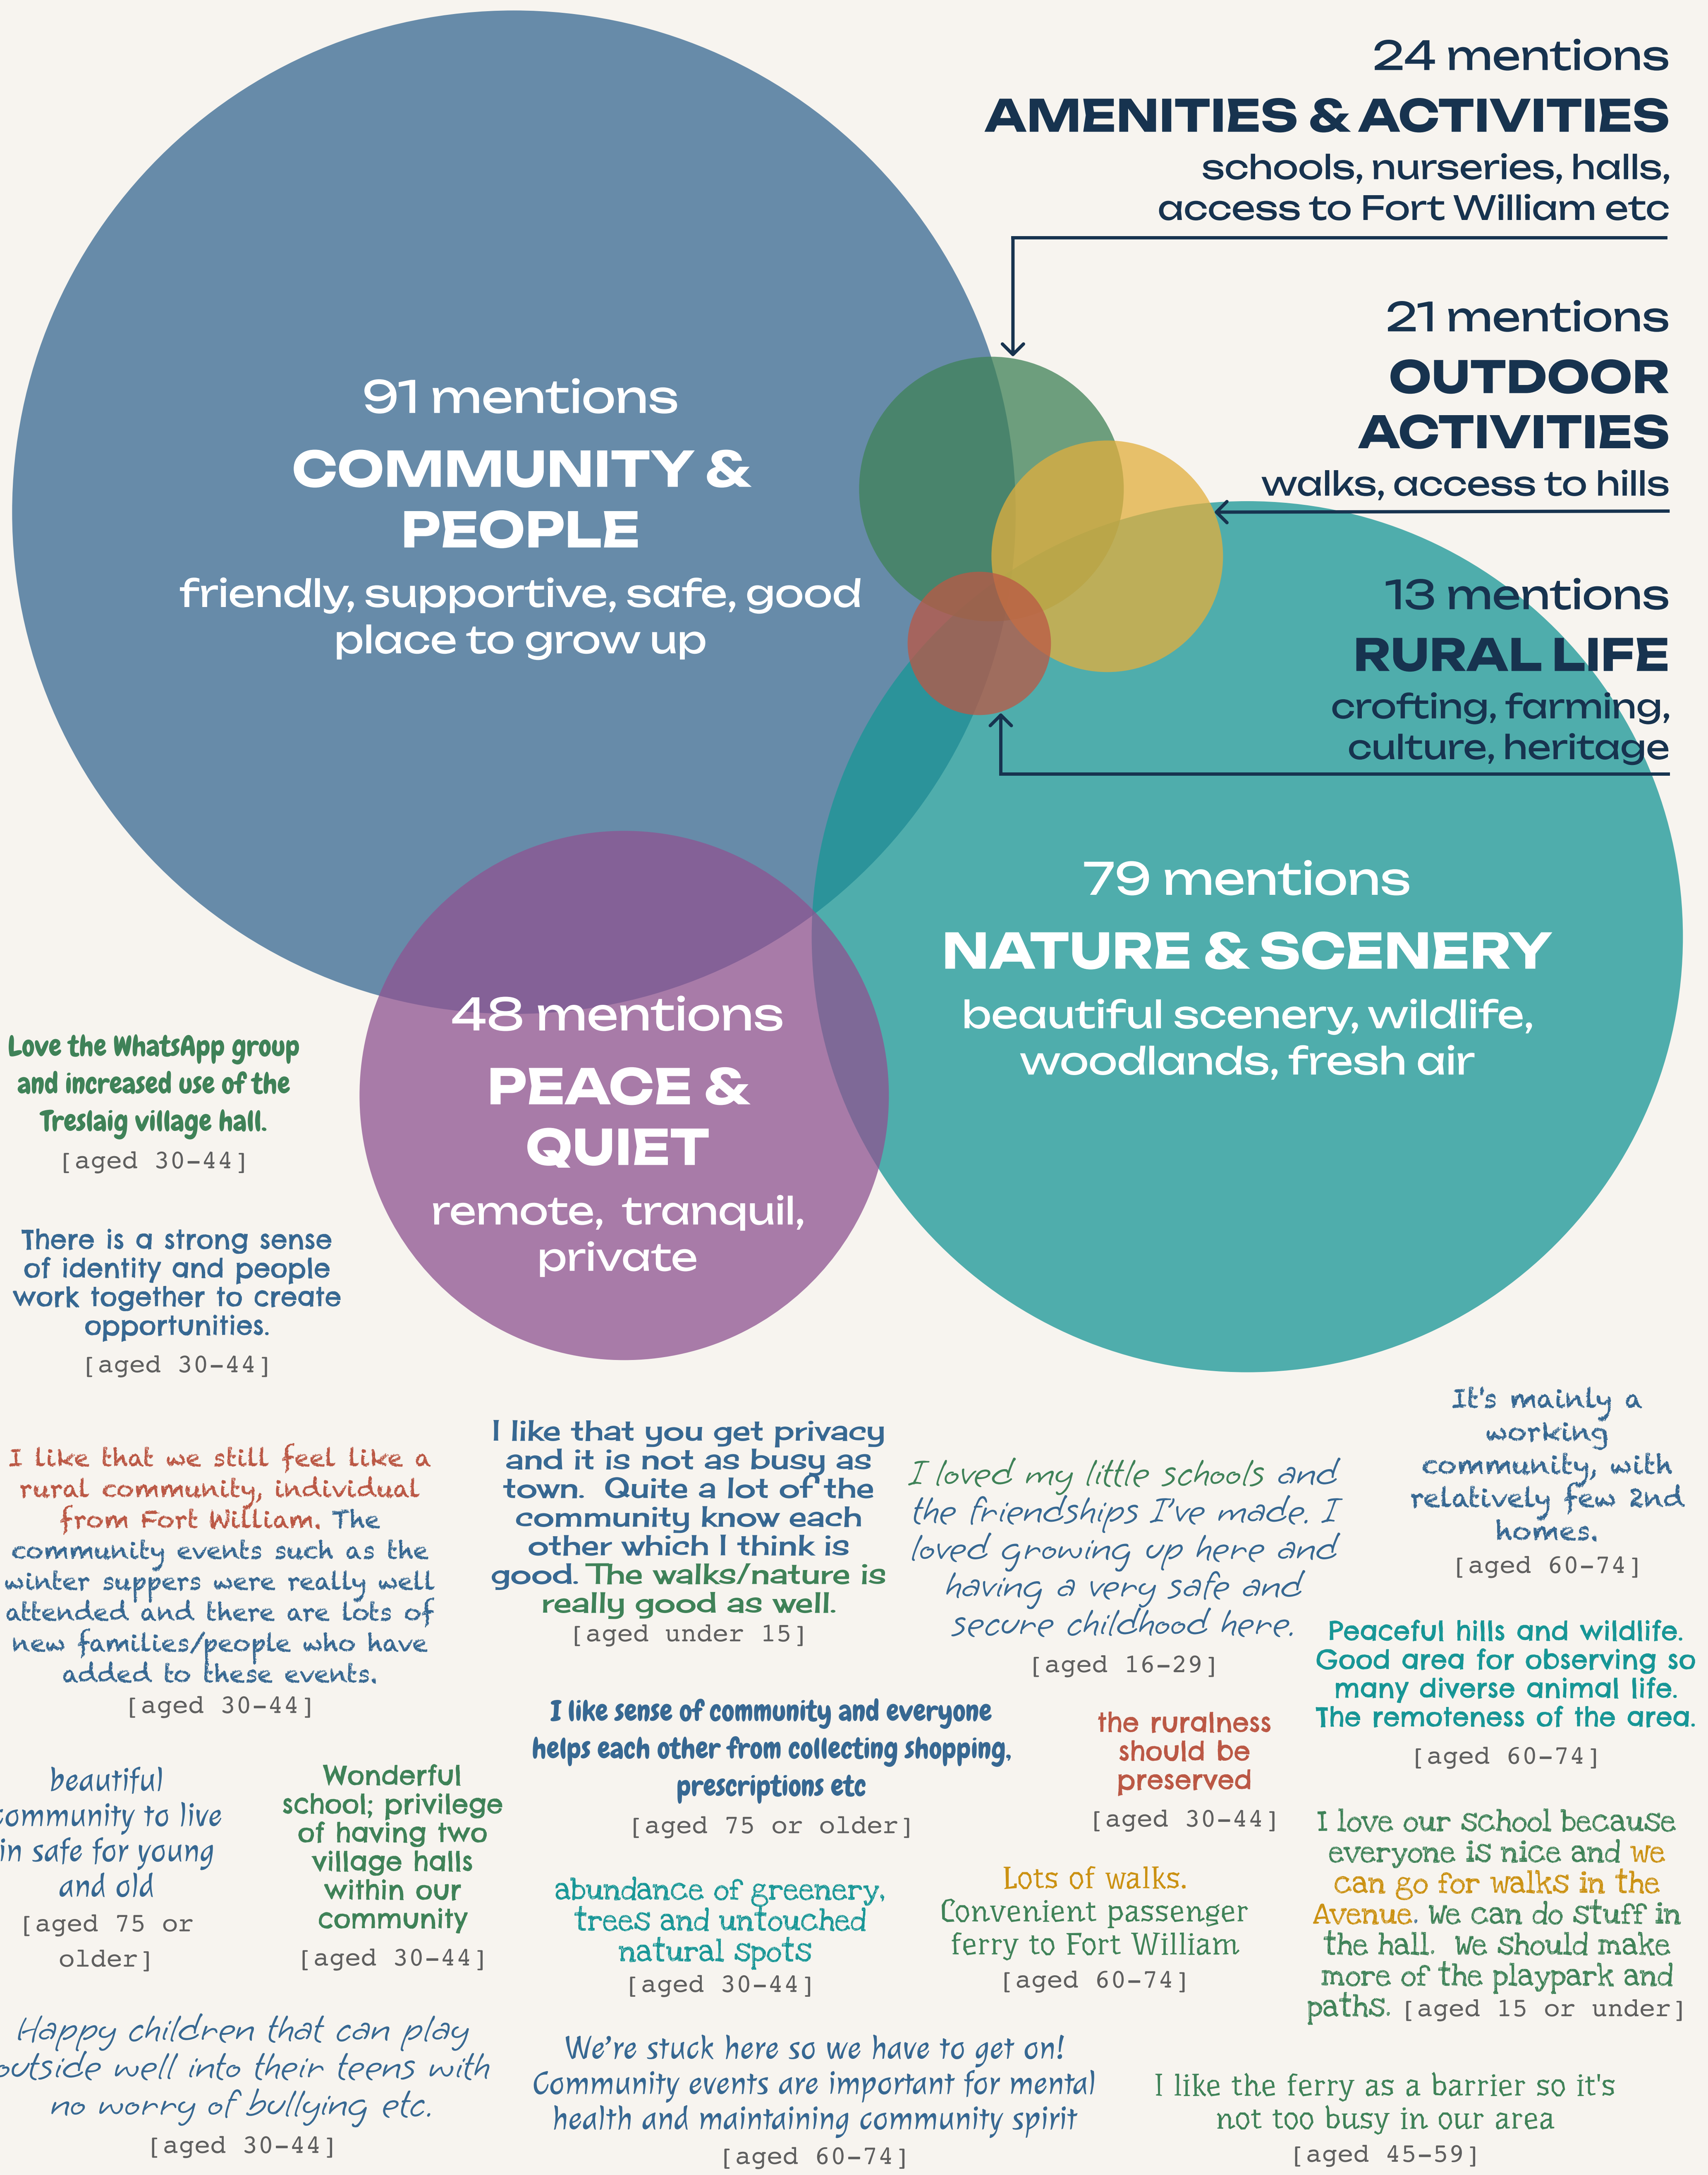 24 mentions
AMENITIES & ACTIVITIES
schools, nurseries, halls,
access to Fort William etc
21 mentions
OUTDOOR
ACTIVITIES
walks, access to hills
13 mentions
RURAL LIFE
crofting, farming,
culture, heritage
91 mentions
COMMUNITY &
PEOPLE
friendly, supportive, safe, good
place to grow up
79 mentions
NATURE & SCENERY
beautiful scenery, wildlife,
woodlands, fresh air
48 mentions
PEACE &
QUIET
remote, tranquil,
private
Love the WhatsApp group
and increased use of the
Treslaig village hall.
[aged 30-44]
There is a strong sense
of identity and people
work together to create
opportunities.
[aged 30-44]
I like that we still feel like a
rural community, individual
from Fort William. The
community events such as the
winter suppers were really well
attended and there are lots of
new families/people who have
added to these events.
[aged 30-44]
I like that you get privacy
and it is not as busy as
town. Quite a lot of the
community know each
other which I think is
good. The walks/nature is
really good as well.
[aged under 15]
I loved my little schools and
the friendships I've made. I
loved growing up here and
having a very safe and
secure childhood here.
[aged 16-29]
It's mainly a
working
community, with
relatively few 2nd
homes.
[aged 60-74]
Peaceful hills and wildlife.
Good area for observing so
many diverse animal life.
The remoteness of the area.
[aged 60-74]
I like sense of community and everyone
helps each other from collecting shopping,
prescriptions etc
[aged 75 or older]
the ruralness
should be
preserved
[aged 30-44]
beautiful
ommunity to live
in safe for young
and old
[aged 75 or
older]
Wonderful
school; privilege
of having two
village halls
within our
community
[aged 30-44]
abundance of greenery,
trees and untouched
natural spots
[aged 30-44]
Lots of walks.
Convenient passenger
ferry to Fort William
[aged 60-74]
I love our school because
everyone is nice and we
can go for walks in the
Avenue. We can do stuff in
the hall. We should make
more of the playpark and
paths. [aged 15 or under]
Happy children that can play
outside well into their teens with
no worry of bullying etc.
[aged 30-44]
We're stuck here so we have to get on!
Community events are important for mental
health and maintaining community spirit
[aged 60-74]
I like the ferry as a barrier so it's
not too busy in our area
[aged 45-59]